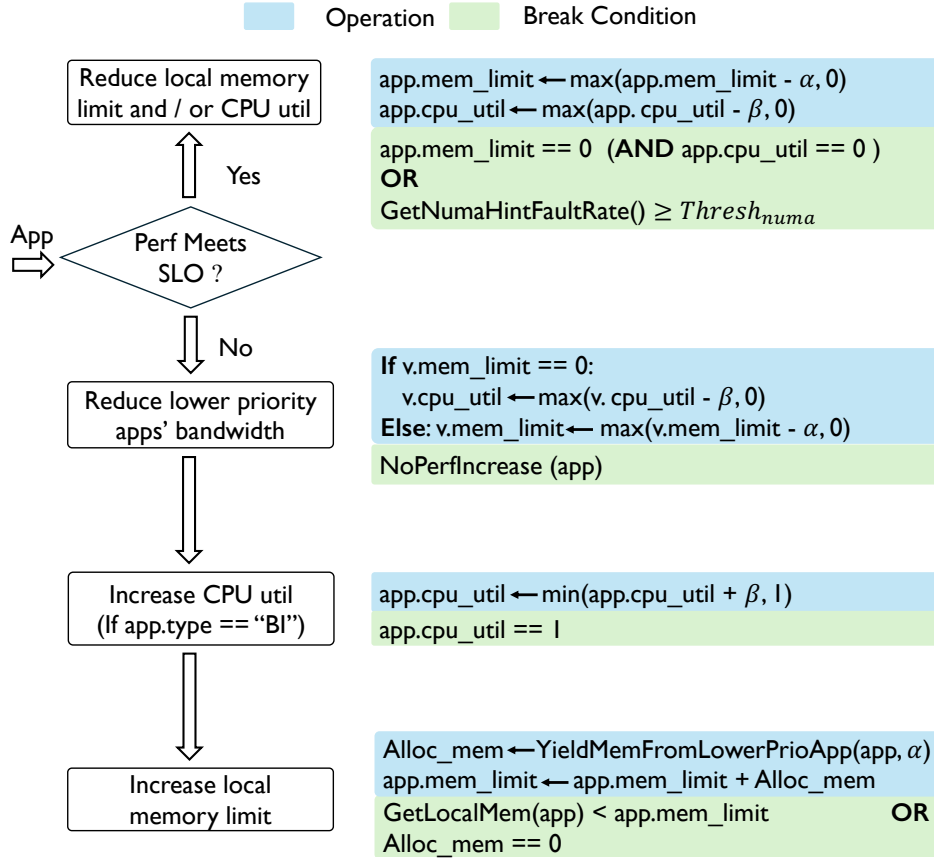 Operation Break Condition
Reduce local memory
limit and / or CPU util
app.mem_limit ← max(app.mem_limit - α, 0)
app.cpu_util ← max(app. cpu_util - β, 0)
app.mem_limit == 0 (AND app.cpu_util == 0 )
OR
GetNumaHintFaultRate() ≥ Thresh_numa
Yes
App
Perf Meets
SLO ?
No
Reduce lower priority
apps' bandwidth
If v.mem_limit == 0:
v.cpu_util ← max(v. cpu_util - β, 0)
Else: v.mem_limit ← max(v.mem_limit - α, 0)
NoPerfIncrease (app)
Increase CPU util
(If app.type == “BI”)
app.cpu_util ← min(app.cpu_util + β, 1)
app.cpu_util == 1
Increase local
memory limit
Alloc_mem ← YieldMemFromLowerPrioApp(app, α)
app.mem_limit ← app.mem_limit + Alloc_mem
GetLocalMem(app) < app.mem_limit OR
Alloc_mem == 0